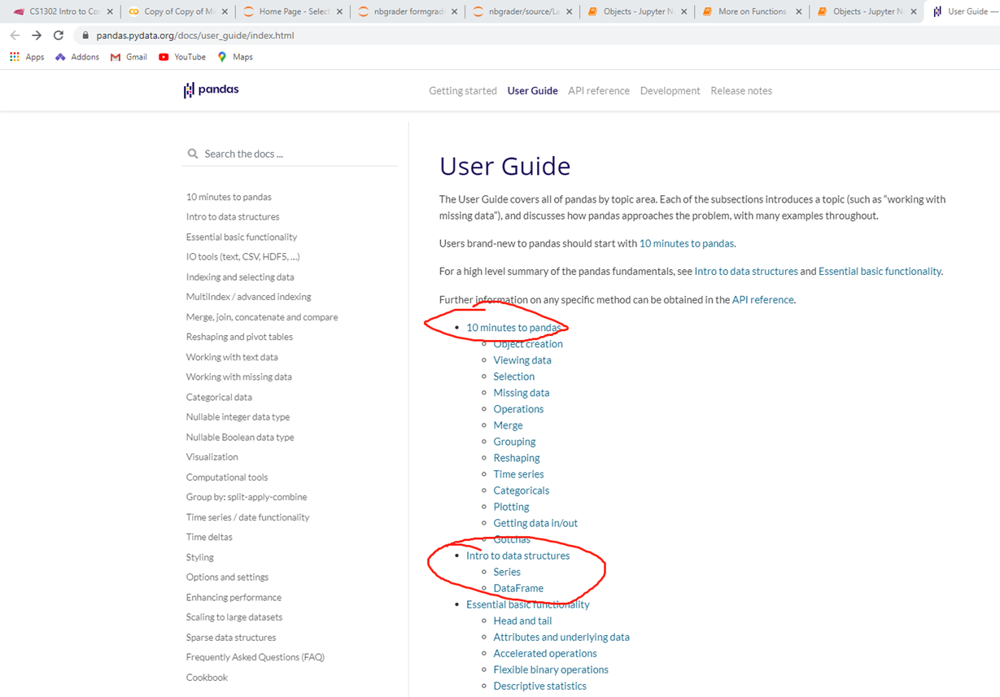 CS1302 Intro to Co
Copy of Copy of Mi
Home Page - Select
nbgrader formgrad
nbgrader/source/La
Objects - Jupyter N
More on Functions
Objects - Jupyter N
User Guide —
pandas.pydata.org/docs/user_guide/index.html
Apps
Addons
Gmail
YouTube
Maps
pandas
Getting started
User Guide
API reference
Development
Release notes
Search the docs ...
10 minutes to pandas
Intro to data structures
Essential basic functionality
IO tools (text, CSV, HDF5, …)
Indexing and selecting data
MultiIndex / advanced indexing
Merge, join, concatenate and compare
Reshaping and pivot tables
Working with text data
Working with missing data
Categorical data
Nullable integer data type
Nullable Boolean data type
Visualization
Computational tools
Group by: split-apply-combine
Time series / date functionality
Time deltas
Styling
Options and settings
Enhancing performance
Scaling to large datasets
Sparse data structures
Frequently Asked Questions (FAQ)
Cookbook
User Guide
The User Guide covers all of pandas by topic area. Each of the subsections introduces a topic (such as “working with
missing data”), and discusses how pandas approaches the problem, with many examples throughout.
Users brand-new to pandas should start with 10 minutes to pandas.
For a high level summary of the pandas fundamentals, see Intro to data structures and Essential basic functionality.
Further information on any specific method can be obtained in the API reference.
10 minutes to pandas
Object creation
Viewing data
Selection
Missing data
Operations
Merge
Grouping
Reshaping
Time series
Categoricals
Plotting
Getting data in/out
Gotchas
Intro to data structures
Series
DataFrame
Essential basic functionality
Head and tail
Attributes and underlying data
Accelerated operations
Flexible binary operations
Descriptive statistics